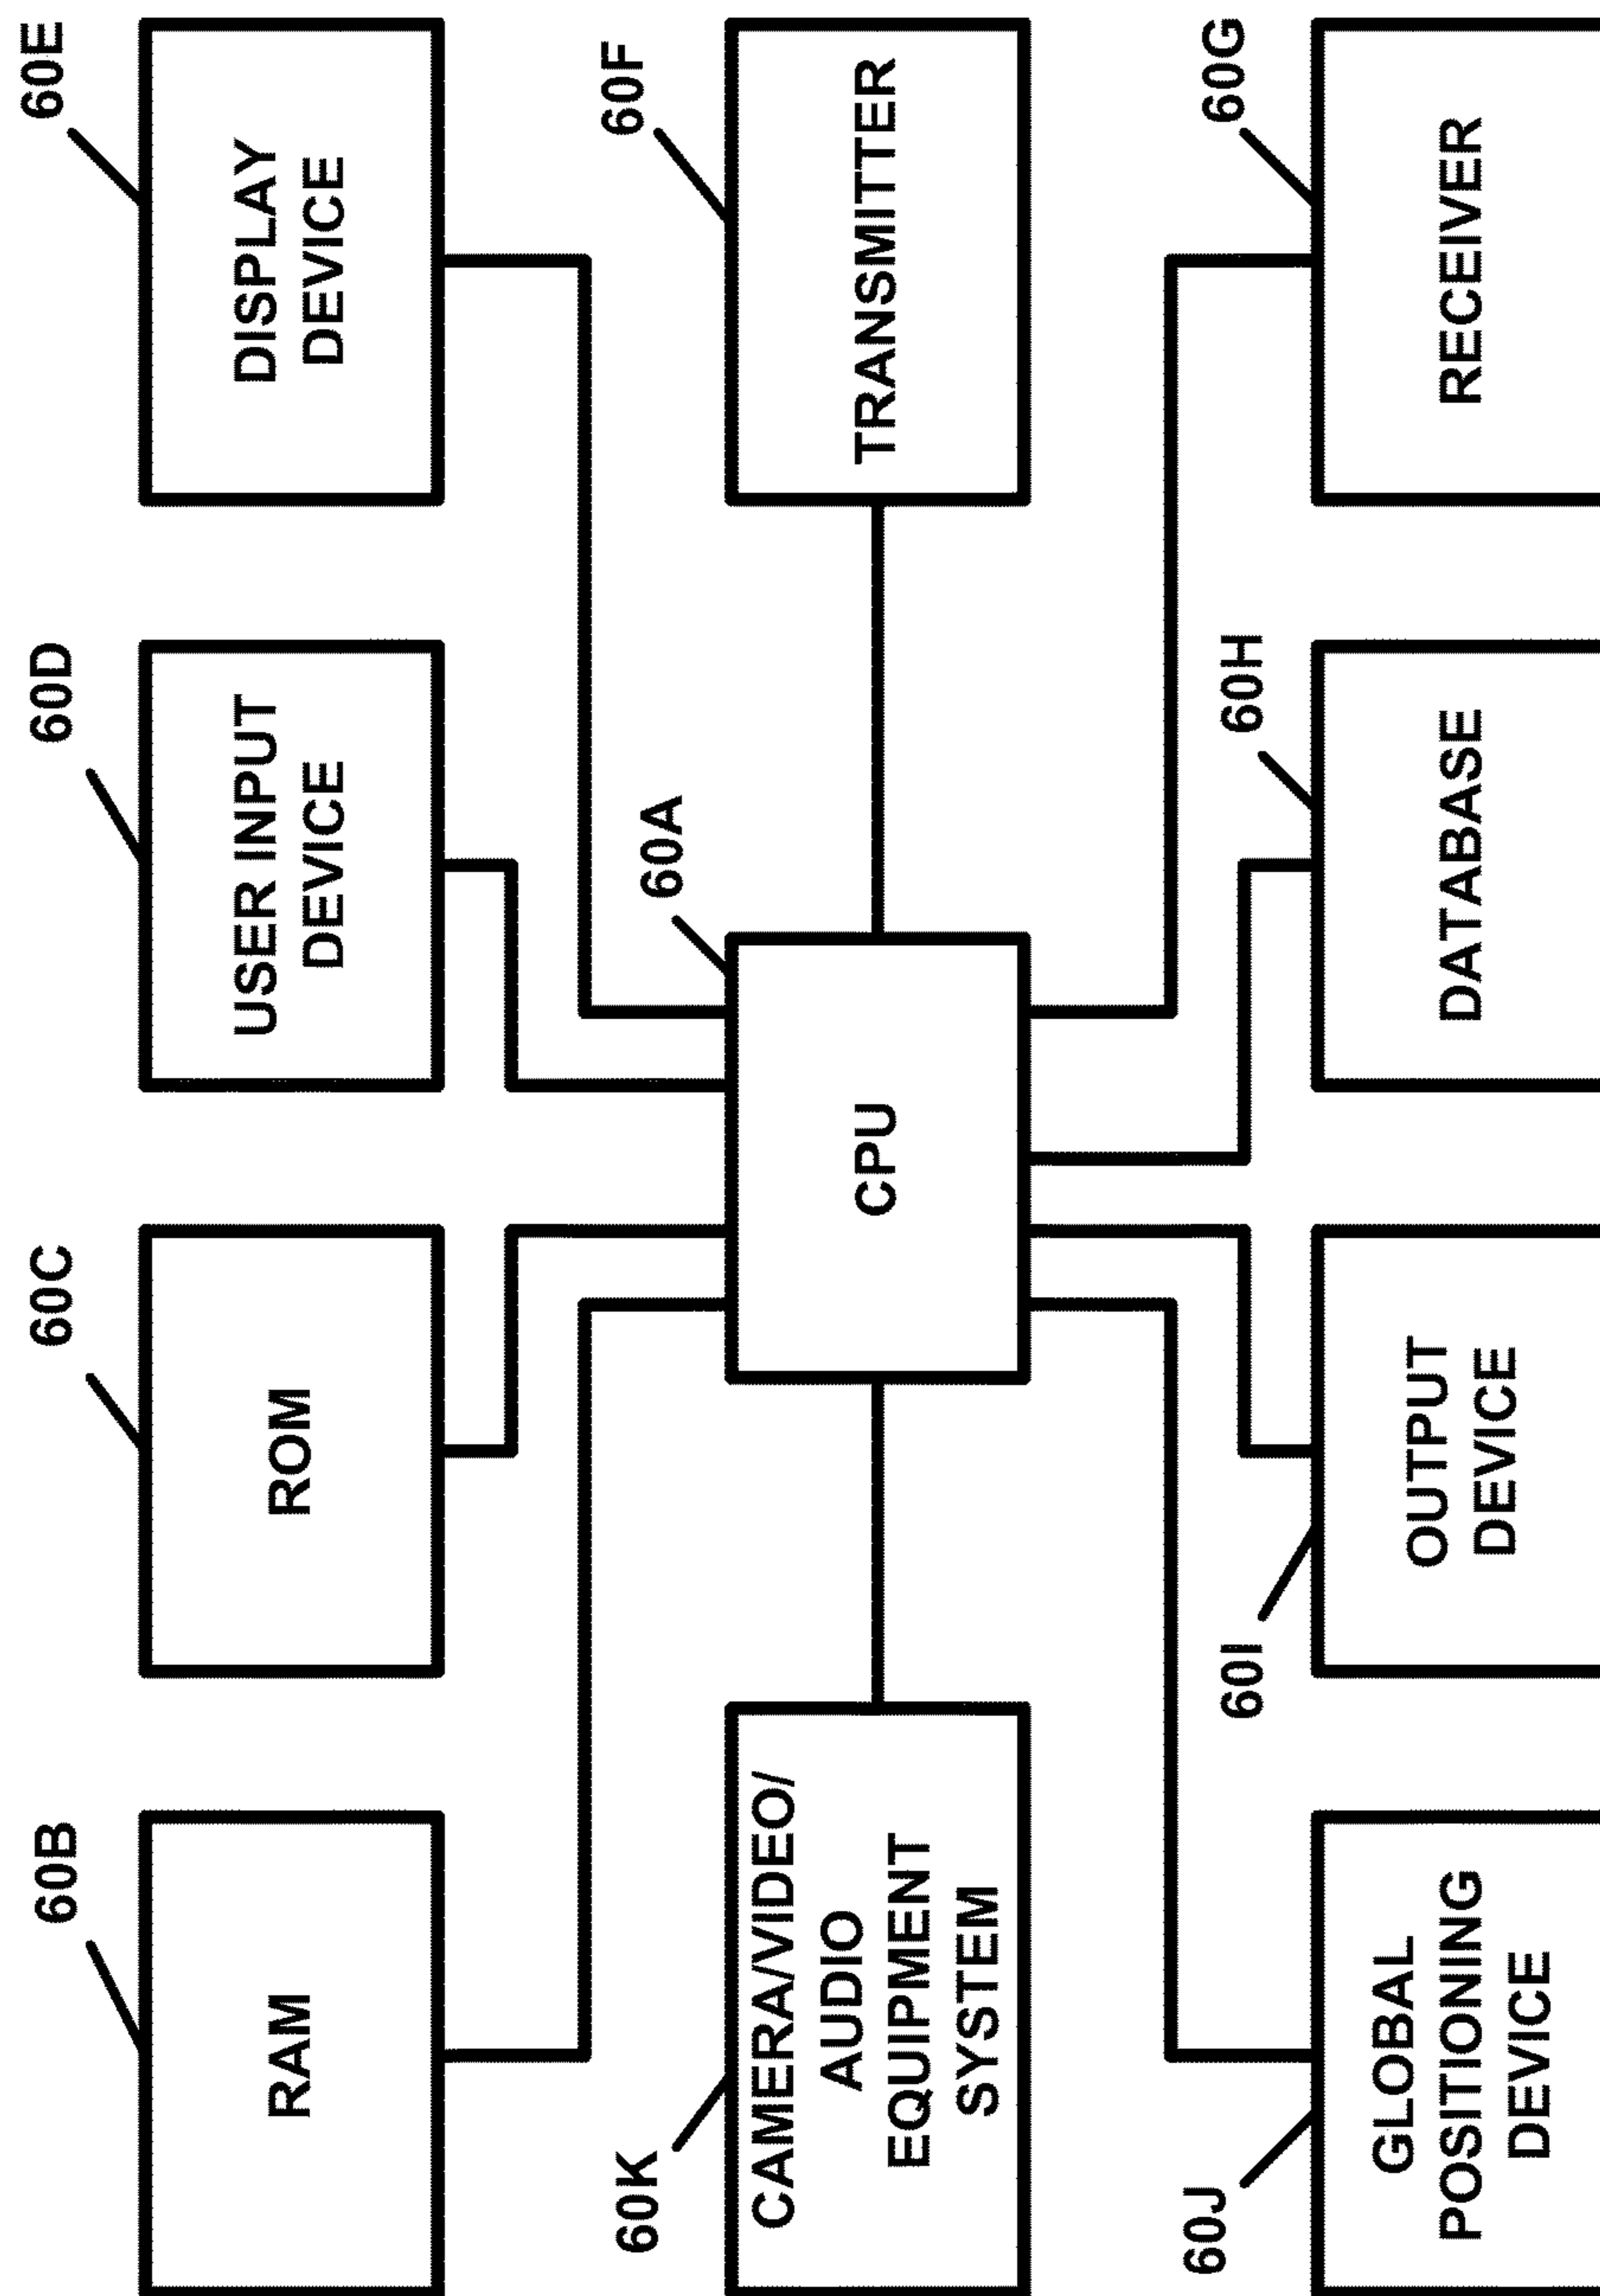 60B
RAM
60C
ROM
60D
USER INPUT
DEVICE
60E
DISPLAY
DEVICE
60K
CAMERA/VIDEO/
AUDIO
EQUIPMENT
SYSTEM
60A
CPU
60F
TRANSMITTER
60J
GLOBAL
POSITIONING
DEVICE
60I
OUTPUT
DEVICE
60H
DATABASE
60G
RECEIVER